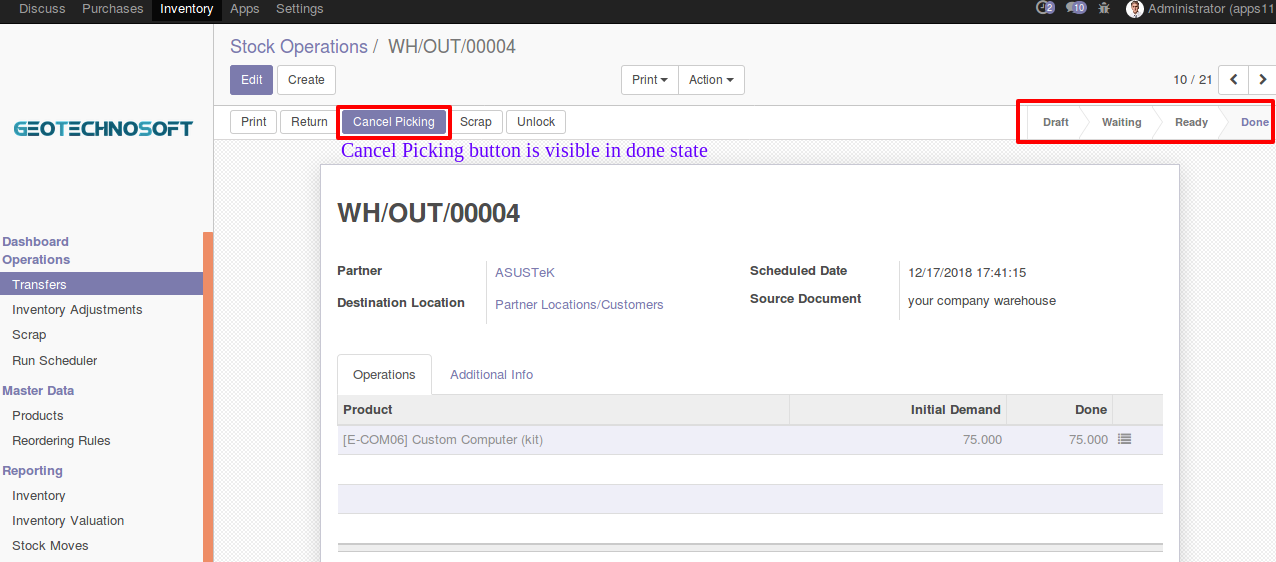 Discuss Purchases Inventory Apps Settings 2 10 Administrator (apps11
Stock Operations / WH/OUT/00004
Edit Create Print Action 10 / 21
Print Return Cancel Picking Scrap Unlock Draft Waiting Ready Done
Cancel Picking button is visible in done state
GEOTECHNOSOFT
Dashboard
Operations
Transfers
Inventory Adjustments
Scrap
Run Scheduler
Master Data
Products
Reordering Rules
Reporting
Inventory
Inventory Valuation
Stock Moves
WH/OUT/00004
Partner ASUSTeK Scheduled Date 12/17/2018 17:41:15
Destination Location Partner Locations/Customers Source Document your company warehouse
Operations Additional Info
Product Initial Demand Done
[E-COM06] Custom Computer (kit) 75.000 75.000